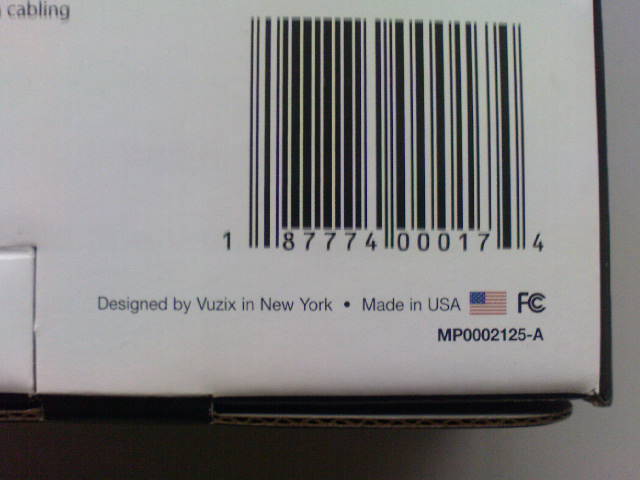 cabling
1 87774 00017 4
Designed by Vuzix in New York • Made in USA FC
MP0002125-A